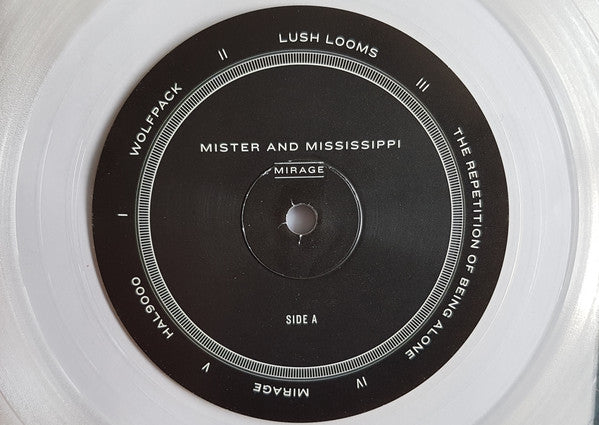 I
WOLFPACK
II
LUSH LOOMS
III
THE REPETITION OF BEING ALONE
IV
MIRAGE
V
HAL9000
MISTER AND MISSISSIPPI
MIRAGE
SIDE A